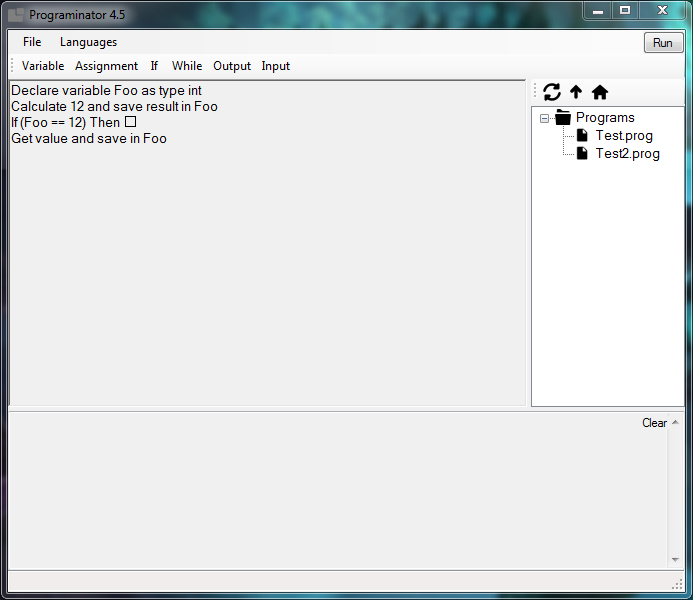 Programinator 4.5
File Languages
Run
Variable Assignment If While Output Input
Declare variable Foo as type int
Calculate 12 and save result in Foo
If (Foo == 12) Then
Get value and save in Foo
Programs
Test.prog
Test2.prog
Clear